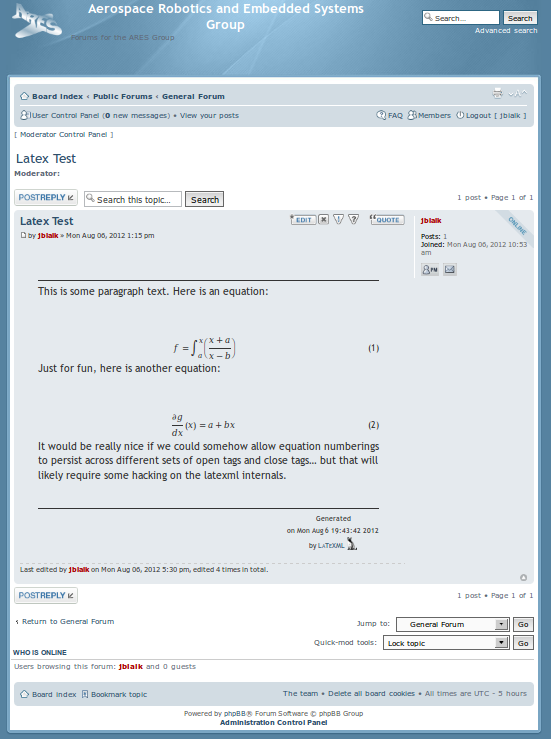 ARES
Aerospace Robotics and Embedded Systems
Group
Forums for the ARES Group
Search…
Search
Advanced search
Board index ‹ Public Forums ‹ General Forum
User Control Panel (0 new messages) • View your posts
FAQ Members Logout [ jbialk ]
[ Moderator Control Panel ]
Latex Test
Moderator:
POSTREPLY
Search this topic…
Search
1 post • Page 1 of 1
Latex Test
EDIT
QUOTE
by jbialk » Mon Aug 06, 2012 1:15 pm
jbialk
ONLINE
Posts: 1
Joined: Mon Aug 06, 2012 10:53
am
PM
This is some paragraph text. Here is an equation:
f = ∫ₐˣ ( (x + a) / (x − b) ) (1)
Just for fun, here is another equation:
∂g/dx (x) = a + bx (2)
It would be really nice if we could somehow allow equation numberings
to persist across different sets of open tags and close tags… but that will
likely require some hacking on the latexml internals.
Generated
on Mon Aug 6 19:43:42 2012
by LATEXML
Last edited by jbialk on Mon Aug 06, 2012 5:30 pm, edited 4 times in total.
POSTREPLY
1 post • Page 1 of 1
‹ Return to General Forum
Jump to: General Forum Go
Quick-mod tools: Lock topic Go
WHO IS ONLINE
Users browsing this forum: jbialk and 0 guests
Board index Bookmark topic
The team • Delete all board cookies • All times are UTC - 5 hours
Powered by phpBB® Forum Software © phpBB Group
Administration Control Panel